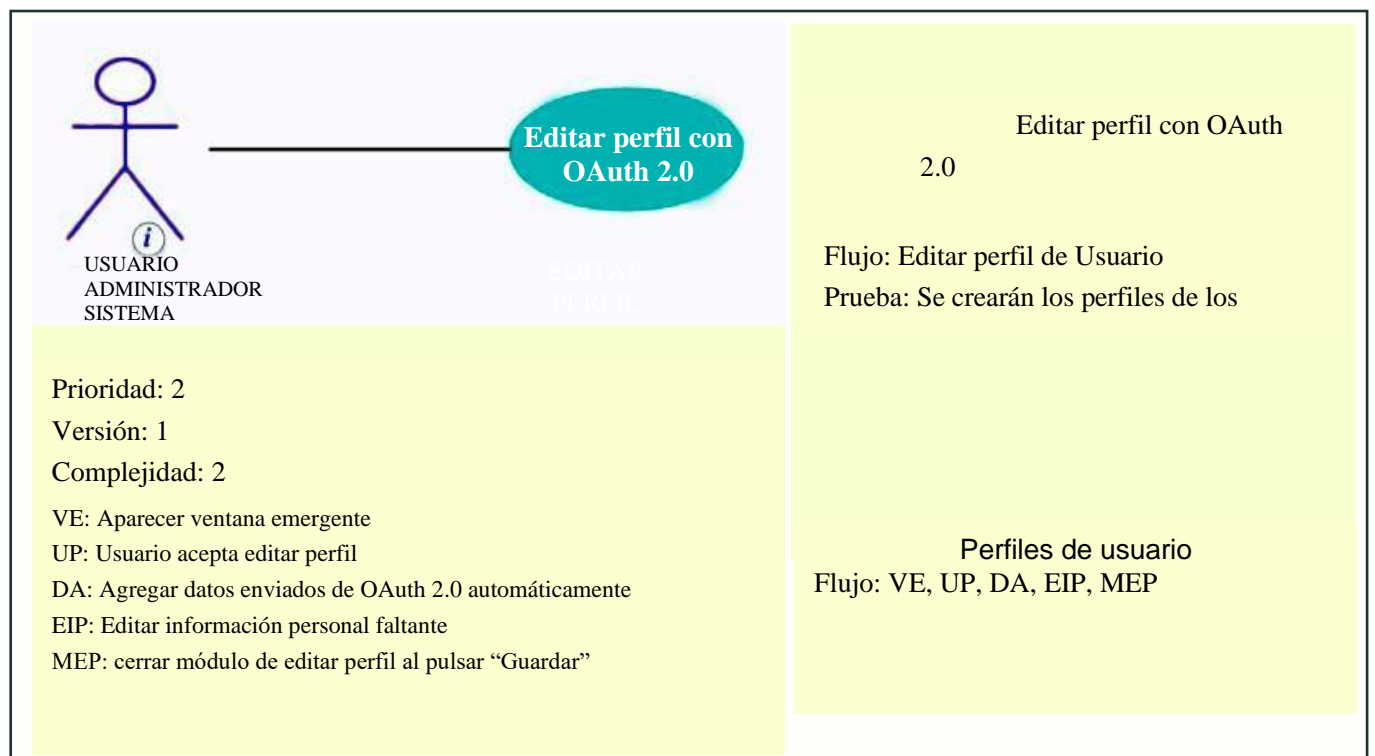 Editar perfil con
OAuth 2.0
i
USUARIO
ADMINISTRADOR
SISTEMA
EDITAR
PERFIL
Prioridad: 2
Versión: 1
Complejidad: 2
VE: Aparecer ventana emergente
UP: Usuario acepta editar perfil
DA: Agregar datos enviados de OAuth 2.0 automáticamente
EIP: Editar información personal faltante
MEP: cerrar módulo de editar perfil al pulsar “Guardar”
Editar perfil con OAuth
2.0
Flujo: Editar perfil de Usuario
Prueba: Se crearán los perfiles de los
Perfiles de usuario
Flujo: VE, UP, DA, EIP, MEP